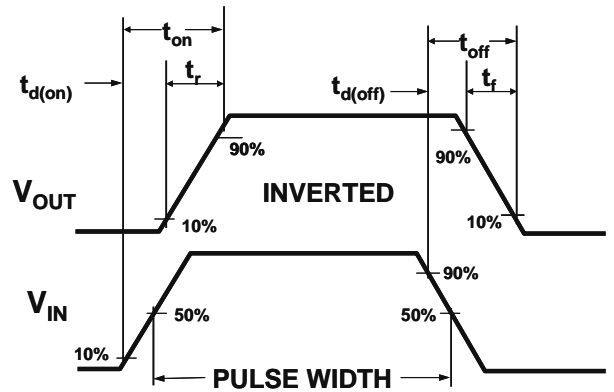 t_on
t_off
t_d(on)
t_r
t_d(off)
t_f
90%
90%
V_OUT
INVERTED
10%
10%
90%
V_IN
50%
50%
10%
PULSE WIDTH